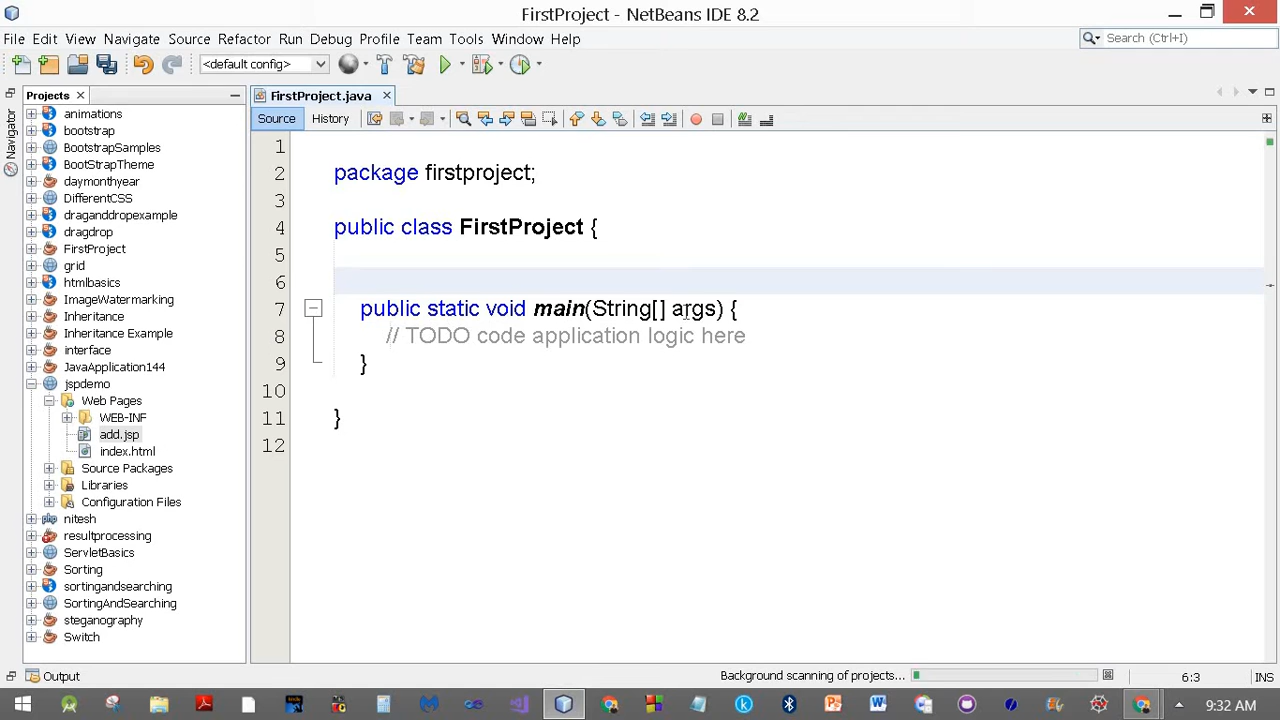 FirstProject - NetBeans IDE 8.2
File Edit View Navigate Source Refactor Run Debug Profile Team Tools Window Help
Search (Ctrl+I)
<default config>
Projects
FirstProject.java
Navigator
Source History
animations
bootstrap
BootstrapSamples
BootStrapTheme
daymonthyear
DifferentCSS
draganddropexample
dragdrop
FirstProject
grid
htmlbasics
ImageWatermarking
Inheritance
Inheritance Example
interface
JavaApplication144
jspdemo
Web Pages
WEB-INF
add.jsp
index.html
Source Packages
Libraries
Configuration Files
nitesh
resultprocessing
ServletBasics
Sorting
sortingandsearching
SortingAndSearching
steganography
Switch
1
2 package firstproject;
3
4 public class FirstProject {
5
6
7 public static void main(String[] args) {
8 // TODO code application logic here
9 }
10
11 }
12
Output
Background scanning of projects...
6:3
INS
9:32 AM